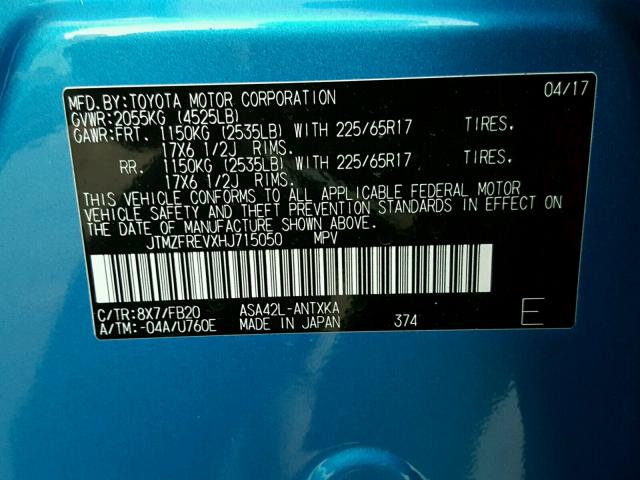 MFD.BY:TOYOTA MOTOR CORPORATION 04/17
GVWR:2055KG (4525LB)
GAWR:FRT. 1150KG (2535LB) WITH 225/65R17 TIRES,
17X6 1/2J RIMS.
RR. 1150KG (2535LB) WITH 225/65R17 TIRES,
17X6 1/2J RIMS.
THIS VEHICLE CONFORMS TO ALL APPLICABLE FEDERAL MOTOR
VEHICLE SAFETY AND THEFT PREVENTION STANDARDS IN EFFECT ON
THE DATE OF MANUFACTURE SHOWN ABOVE.
JTMZFREVXHJ715050 MPV
C/TR:8X7/FB20 ASA42L-ANTXKA
A/TM:-04A/U760E MADE IN JAPAN 374 E